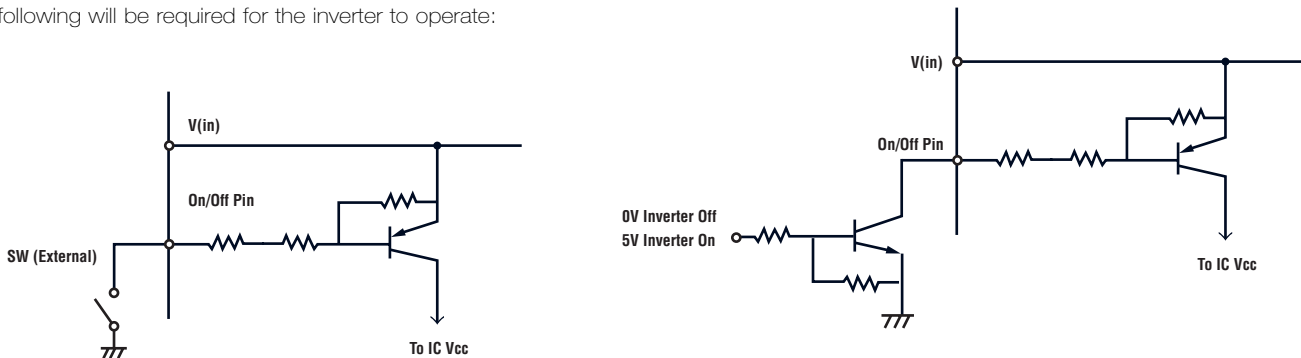 following will be required for the inverter to operate:
V(in)
On/Off Pin
SW (External)
To IC Vcc
V(in)
On/Off Pin
0V Inverter Off
5V Inverter On
To IC Vcc